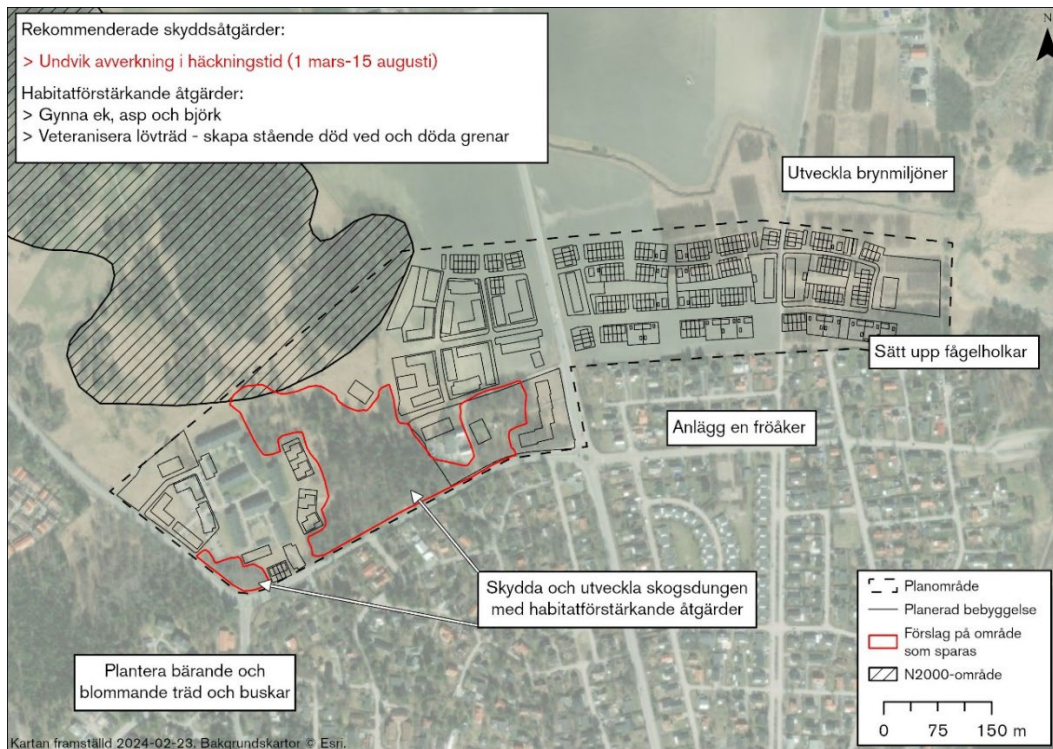 Rekommenderade skyddsåtgärder:
> Undvik avverkning i häckningstid (1 mars-15 augusti)
Habitatförstärkande åtgärder:
> Gynna ek, asp och björk
> Veteranisera lövträd - skapa stående död ved och döda grenar
N
Utveckla brynmiljöner
Sätt upp fågelholkar
Anlägg en fröåker
Skydda och utveckla skogsdungen
med habitatförstärkande åtgärder
Plantera bärande och
blommande träd och buskar
Planområde
Planerad bebyggelse
Förslag på område
som sparas
N2000-område
0 75 150 m
Kartan framställd 2024-02-23. Bakgrundskartor © Esri.